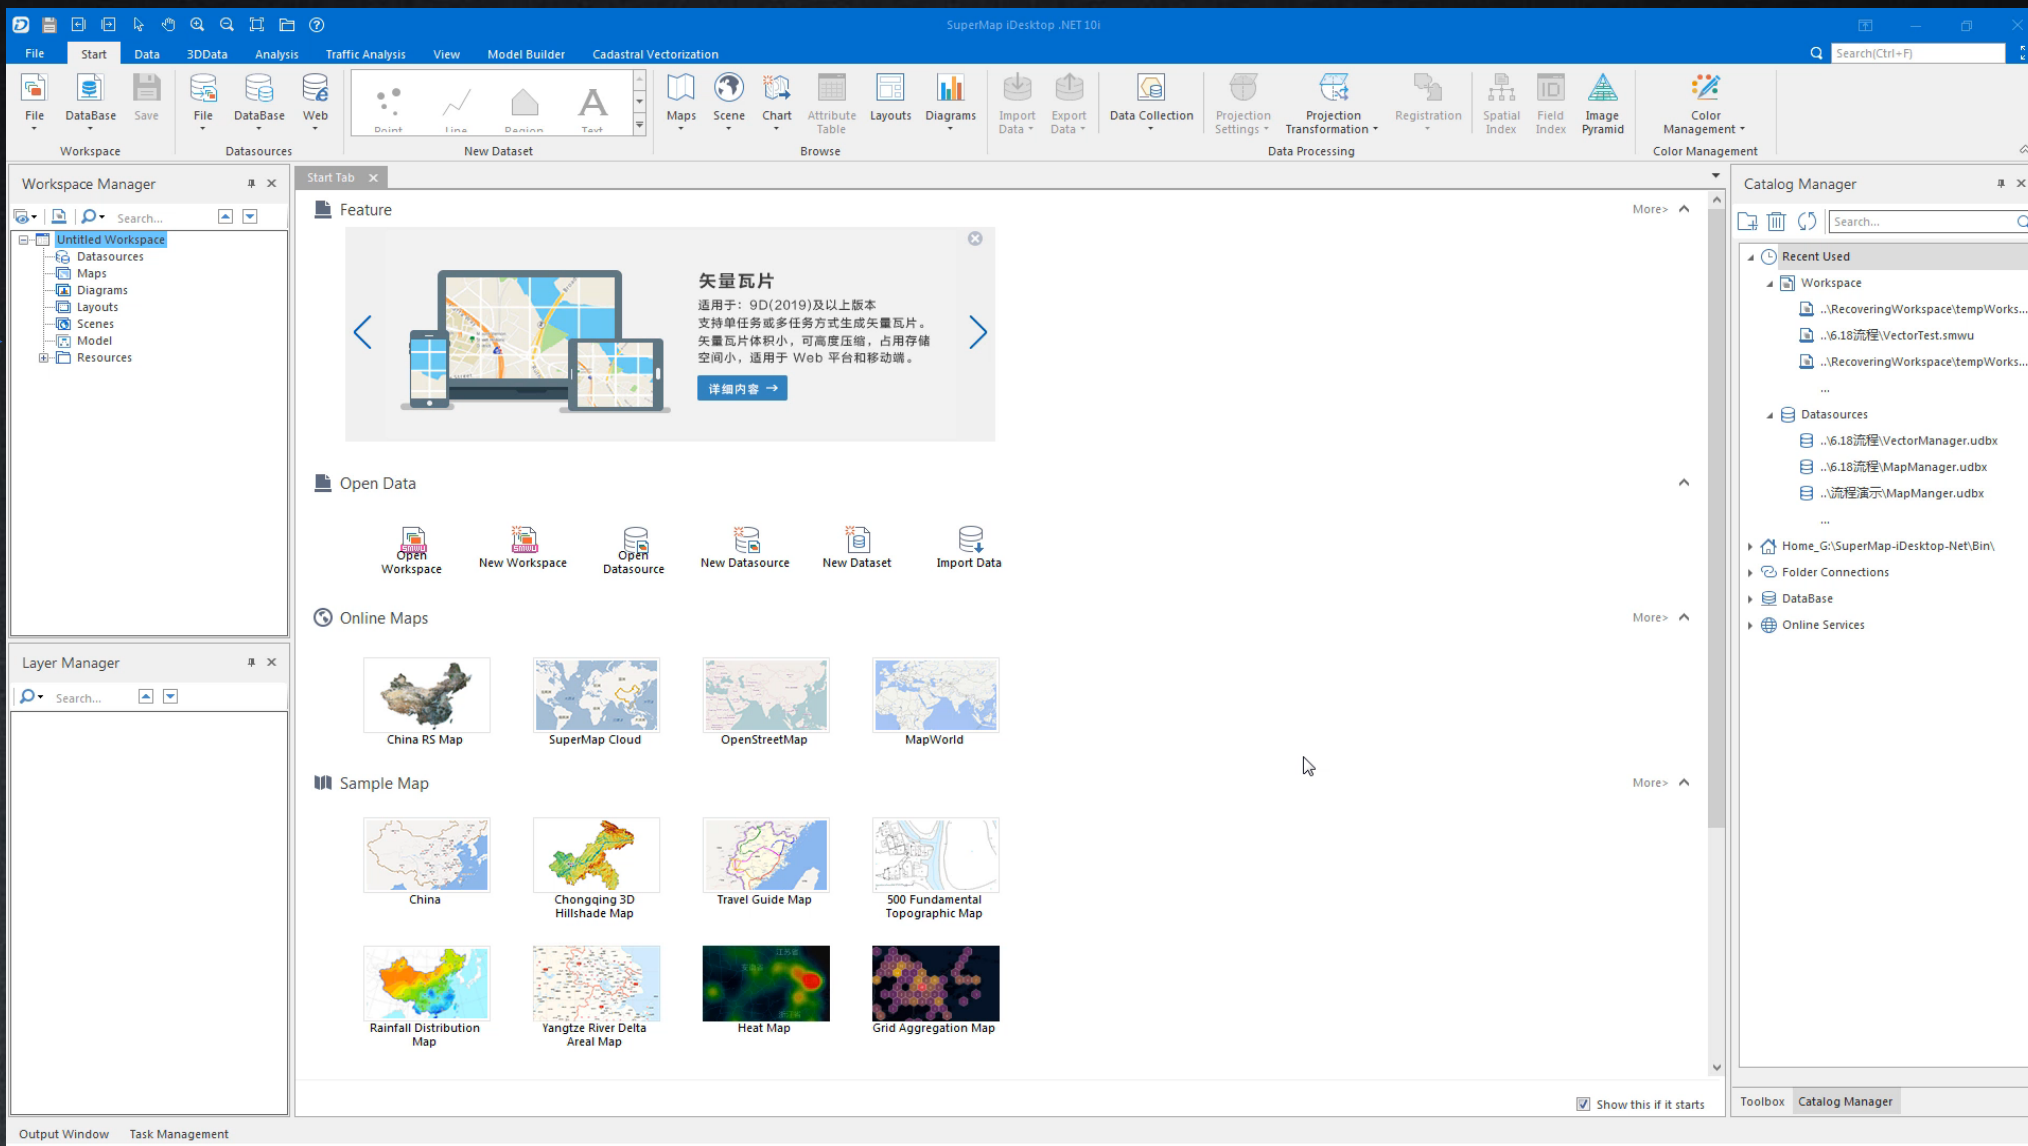 SuperMap iDesktop .NET 10i
File
Start
Data
3DData
Analysis
Traffic Analysis
View
Model Builder
Cadastral Vectorization
Search(Ctrl+F)
File
DataBase
Save
Workspace
File
DataBase
Web
Datasources
Point
Line
Region
Text
New Dataset
Maps
Scene
Chart
Attribute
Table
Layouts
Diagrams
Browse
Import
Data
Export
Data
Data Collection
Projection
Settings
Projection
Transformation
Registration
Spatial
Index
Field
Index
Image
Pyramid
Data Processing
Color
Management
Color Management
Workspace Manager
Search...
Untitled Workspace
Datasources
Maps
Diagrams
Layouts
Scenes
Model
Resources
Layer Manager
Search...
Start Tab
Feature
More>
矢量瓦片
适用于：9D(2019)及以上版本
支持单任务或多任务方式生成矢量瓦片。
矢量瓦片体积小，可高度压缩，占用存储
空间小，适用于 Web 平台和移动端。
详细内容 →
Open Data
Open
Workspace
New Workspace
Open
Datasource
New Datasource
New Dataset
Import Data
Online Maps
More>
China RS Map
SuperMap Cloud
OpenStreetMap
MapWorld
Sample Map
More>
China
Chongqing 3D
Hillshade Map
Travel Guide Map
500 Fundamental
Topographic Map
Rainfall Distribution
Map
Yangtze River Delta
Areal Map
Heat Map
Grid Aggregation Map
Show this if it starts
Catalog Manager
Search...
Recent Used
Workspace
..\RecoveringWorkspace\tempWorks...
..\6.18流程\VectorTest.smwu
..\RecoveringWorkspace\tempWorks...
...
Datasources
..\6.18流程\VectorManager.udbx
..\6.18流程\MapManager.udbx
..\流程演示\MapManger.udbx
...
Home_G:\SuperMap-iDesktop-Net\Bin\
Folder Connections
DataBase
Online Services
Toolbox
Catalog Manager
Output Window
Task Management